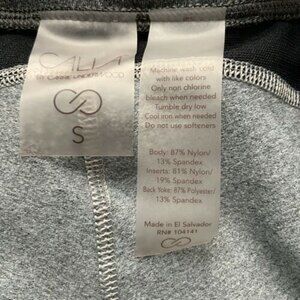 CALIA
BY CARRIE UNDERWOOD
S
Machine wash cold
with like colors
Only non chlorine
bleach when needed
Tumble dry low
Cool iron when needed
Do not use softeners
Body: 87% Nylon/
13% Spandex
Inserts: 81% Nylon/
19% Spandex
Back Yoke: 87% Polyester/
13% Spandex
Made in El Salvador
RN# 104141